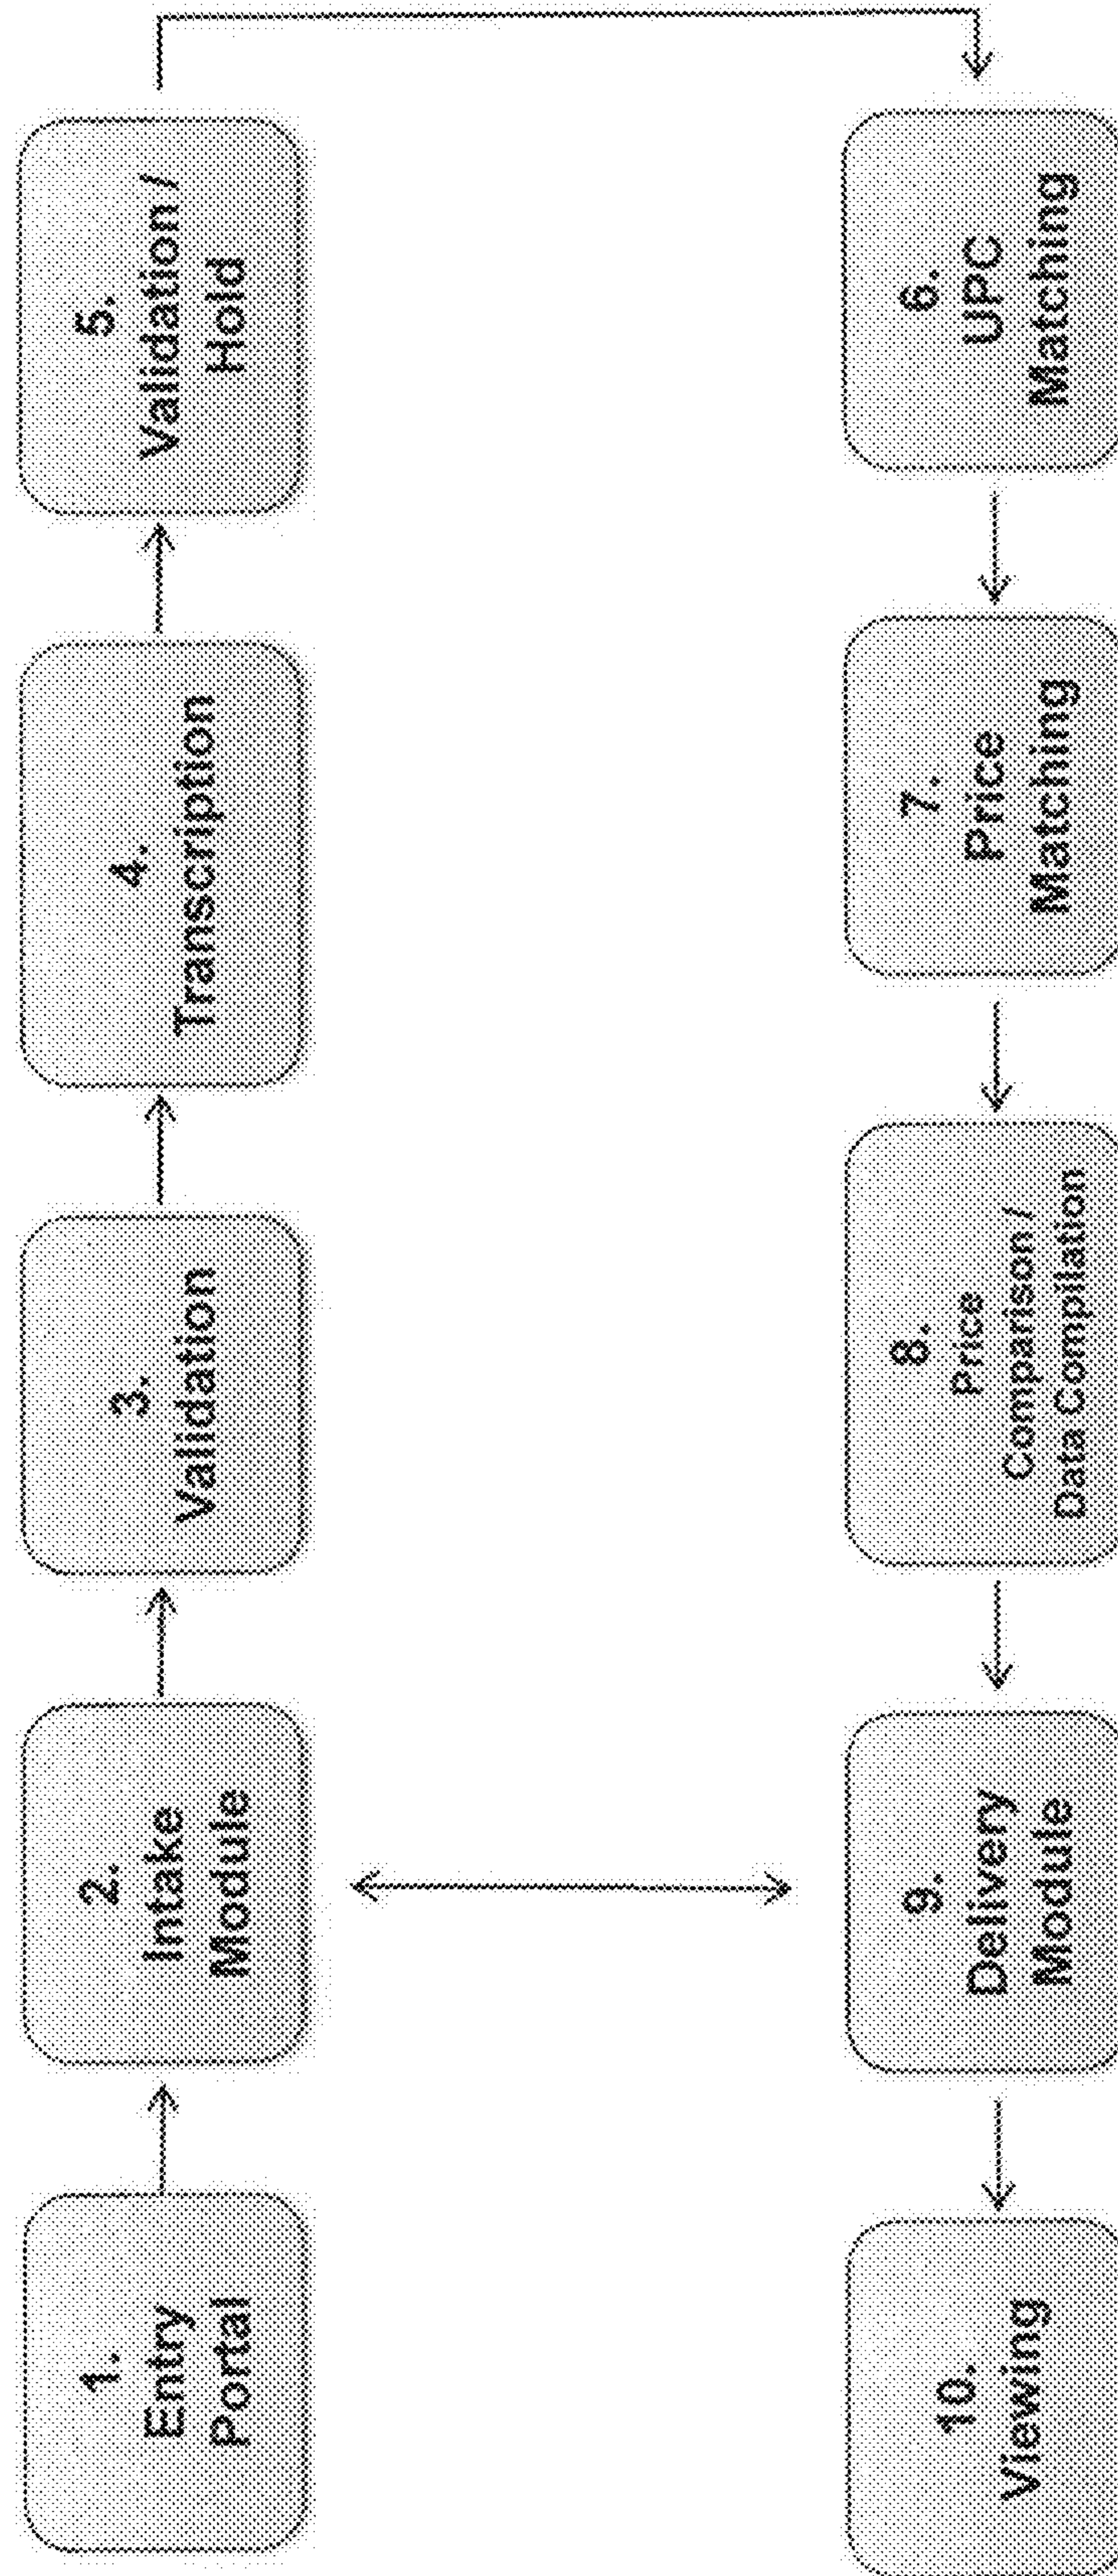 1.
Entry
Portal
2.
Intake
Module
3.
Validation
4.
Transcription
5.
Validation /
Hold
6.
UPC
Matching
7.
Price
Matching
8.
Price
Comparison /
Data Compilation
9.
Delivery
Module
10.
Viewing